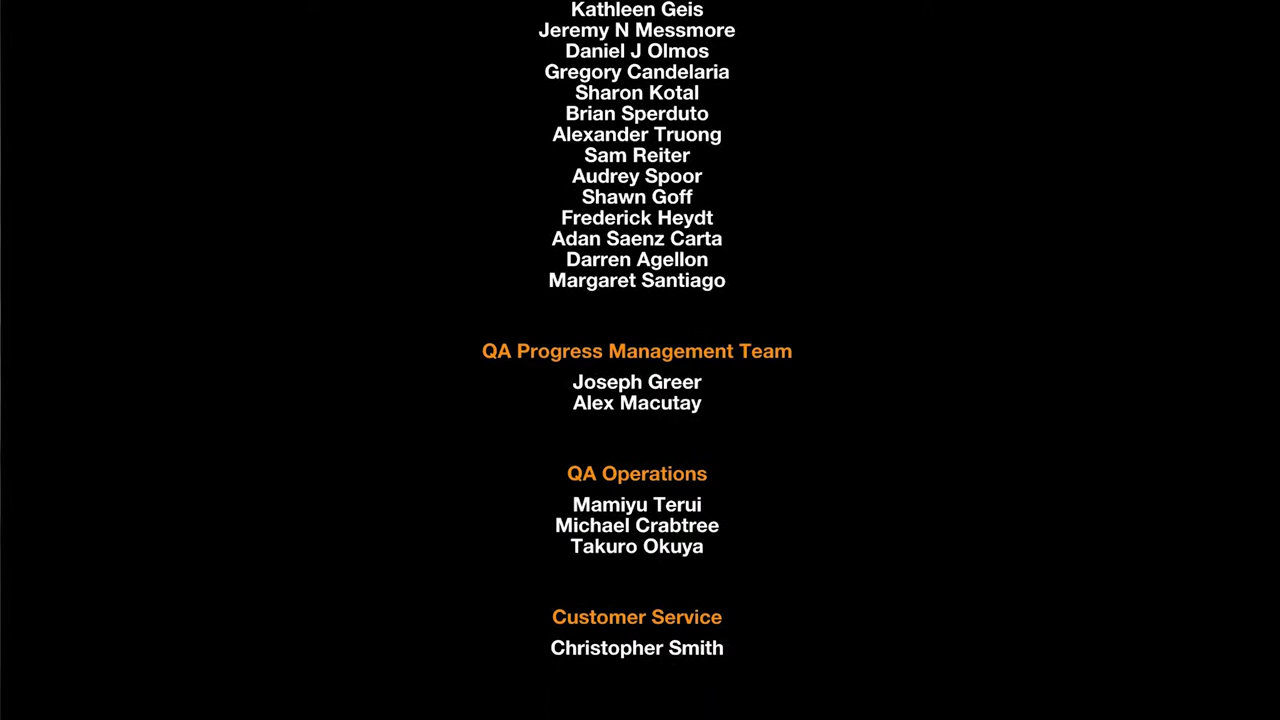 Kathleen Geis
Jeremy N Messmore
Daniel J Olmos
Gregory Candelaria
Sharon Kotal
Brian Sperduto
Alexander Truong
Sam Reiter
Audrey Spoor
Shawn Goff
Frederick Heydt
Adan Saenz Carta
Darren Agellon
Margaret Santiago
QA Progress Management Team
Joseph Greer
Alex Macutay
QA Operations
Mamiyu Terui
Michael Crabtree
Takuro Okuya
Customer Service
Christopher Smith